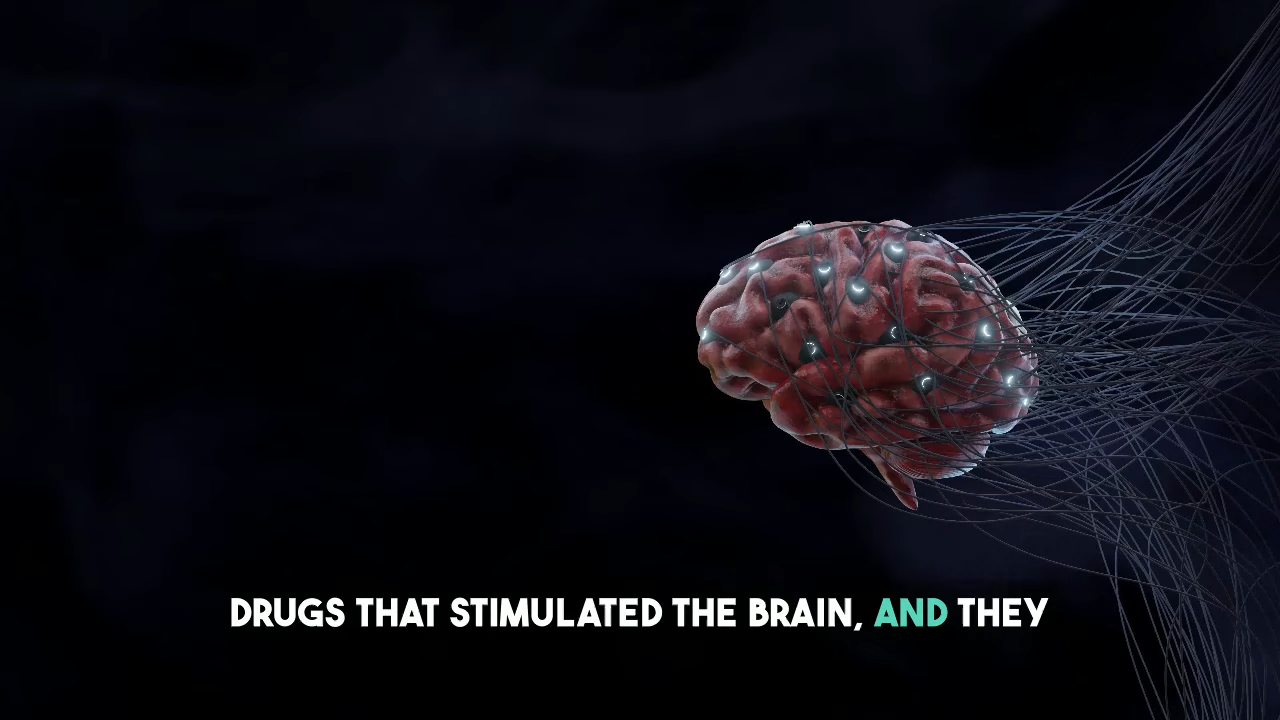 DRUGS THAT STIMULATED THE BRAIN, AND THEY